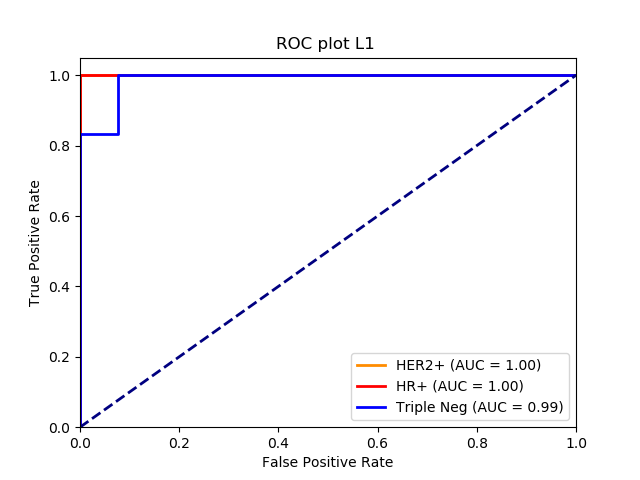 ROC plot L1
True Positive Rate
1.0
0.8
0.6
0.4
0.2
0.0
HER2+ (AUC = 1.00)
HR+ (AUC = 1.00)
Triple Neg (AUC = 0.99)
0.0 0.2 0.4 0.6 0.8 1.0
False Positive Rate